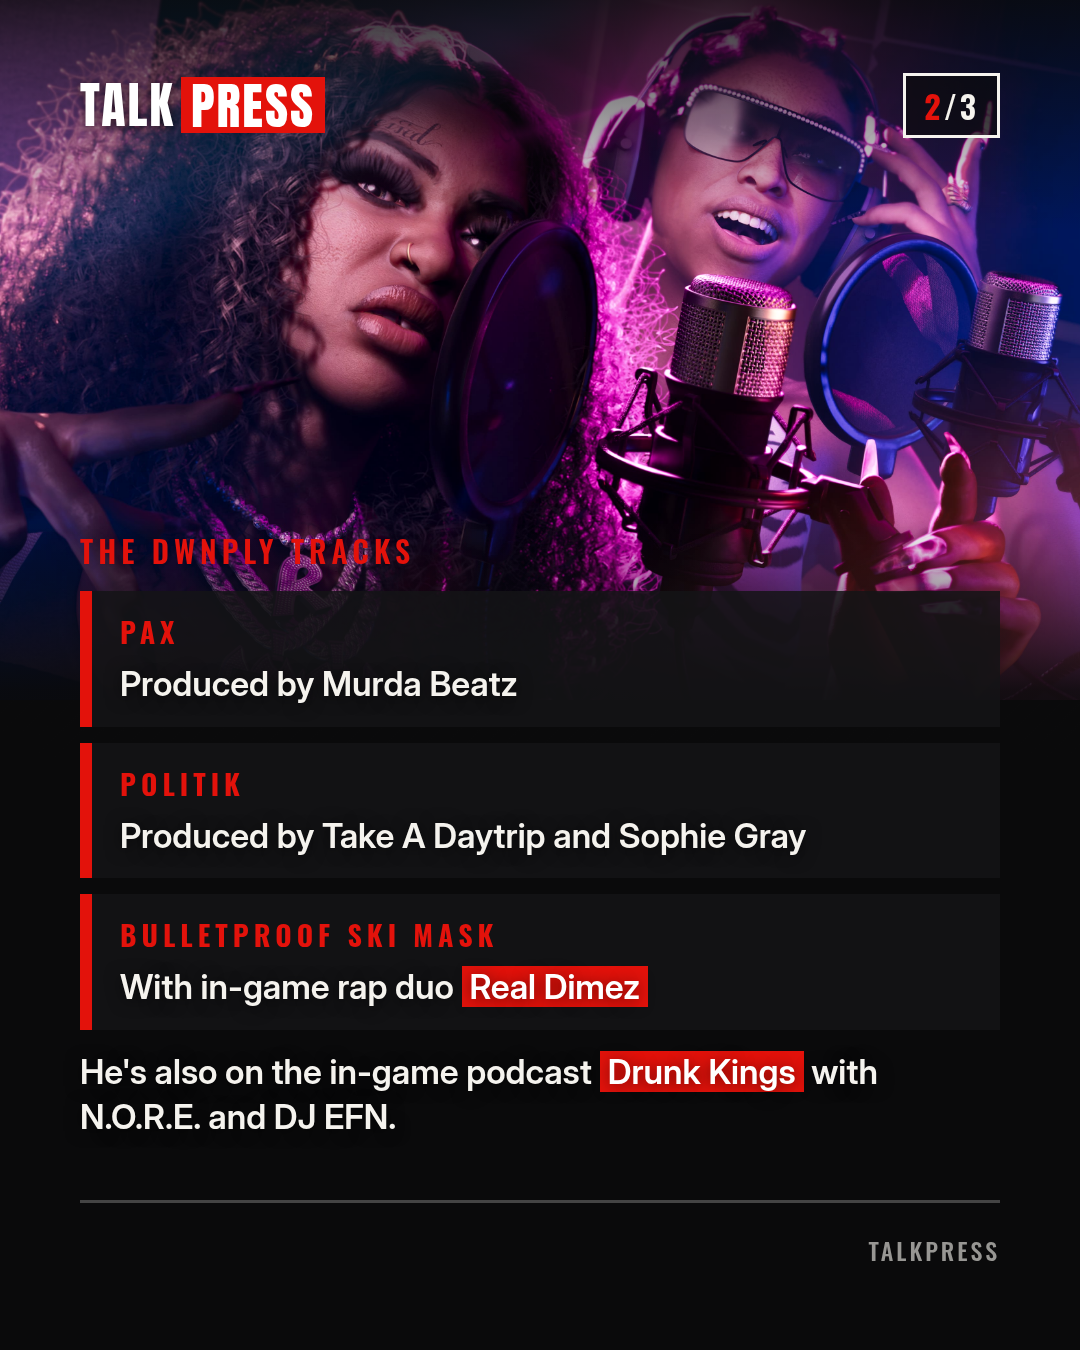 TALK PRESS
2/3
THE DWNPLY TRACKS
PAX
Produced by Murda Beatz
POLITIK
Produced by Take A Daytrip and Sophie Gray
BULLETPROOF SKI MASK
With in-game rap duo Real Dimez
He's also on the in-game podcast Drunk Kings with
N.O.R.E. and DJ EFN.
TALKPRESS